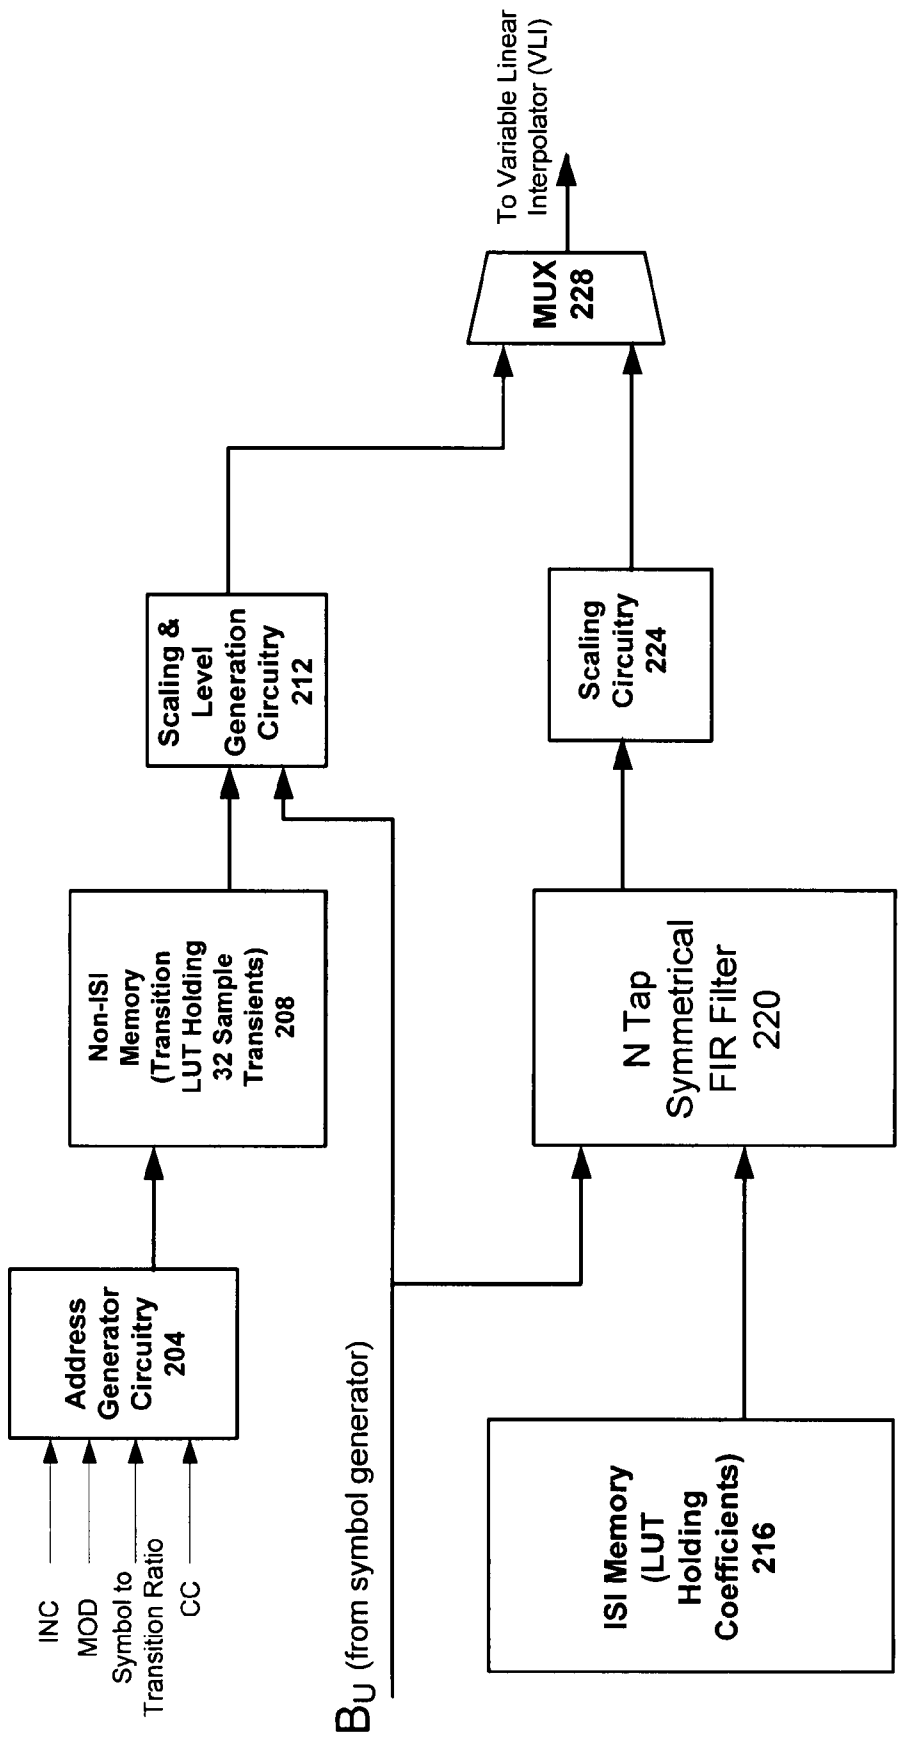 INC
MOD
Symbol to
Transition Ratio
CC
Address
Generator
Circuitry
204
Non-ISI
Memory
(Transition
LUT Holding
32 Sample
Transients)
208
Scaling &
Level
Generation
Circuitry
212
BU (from symbol generator)
ISI Memory
(LUT
Holding
Coefficients)
216
N Tap
Symmetrical
FIR Filter
220
Scaling
Circuitry
224
MUX
228
To Variable Linear
Interpolator (VLI)